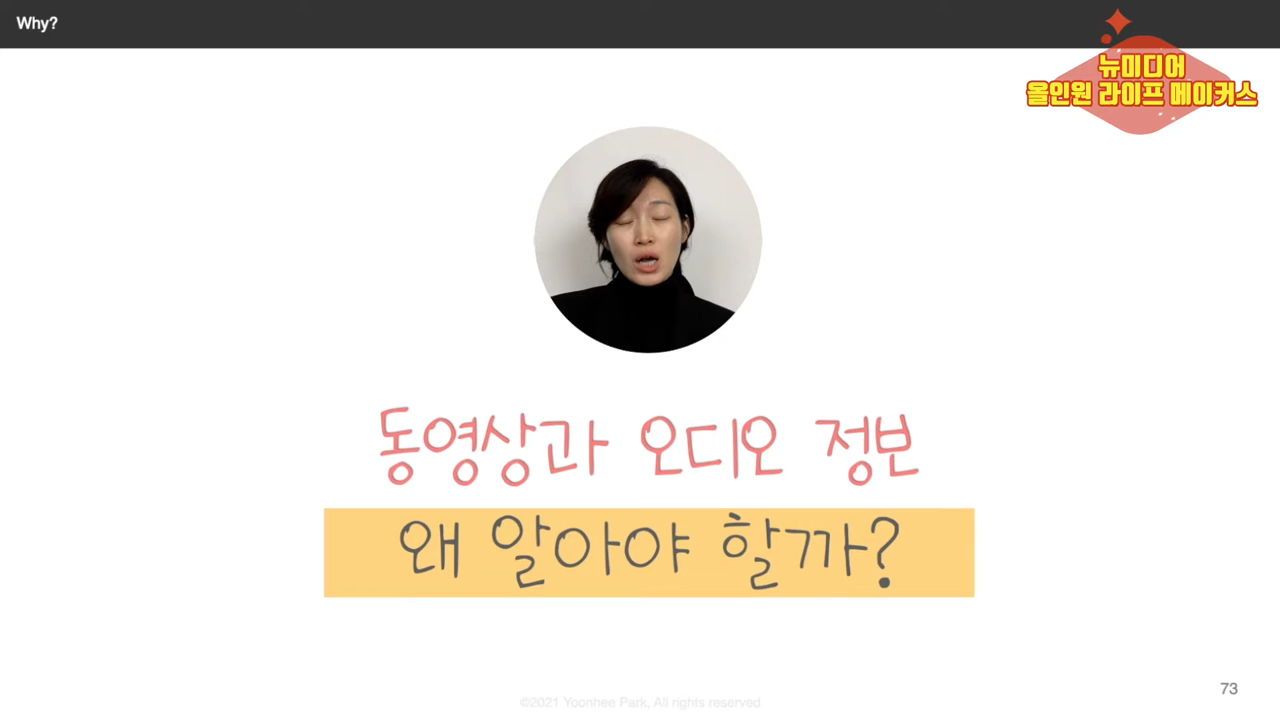 Why?
뉴미디어
올인원 라이프 메이커스
동영상과 오디오 정보
왜 알아야 할까?
©2021 Yoonhee Park, All rights reserved
73